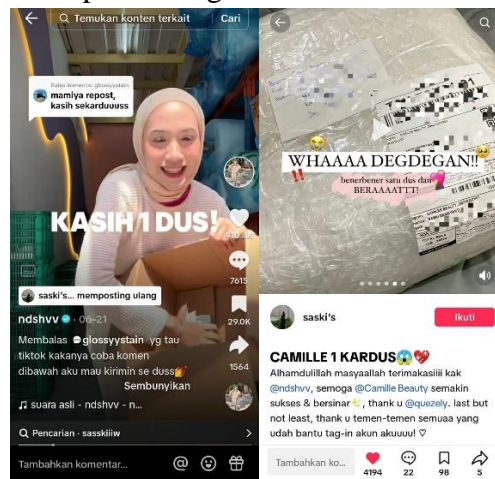 Temukan konten terkait
Cari
Balas komentar glossyystain
mamiya repost,
kasih sekarduuuss
KASIH 1 DUS!
7615
29.0K
1564
saski's... memposting ulang
ndshvv · 06-21
Membalas glossyystain yg tau
tiktok kakanya coba komen
dibawah aku mau kirimin se duss
Sembunyikan
suara asli - ndshvv - n...
Pencarian · sasskiiiw
Tambahkan komentar...
WHAAAA DEGDEGAN!!
benerbener satu dus dan
BERAAAATTT!
saski's
Ikuti
CAMILLE 1 KARDUS
Alhamdulillah masyaallah terimakasiiii kak
@ndshvv, semoga @Camille Beauty semakin
sukses & bersinar, thank u @quezely. last but
not least, thank u temen-temen semuaa yang
udah bantu tag-in akun akuuuu! ♡
Tambahkan ko...
4194
22
98
5